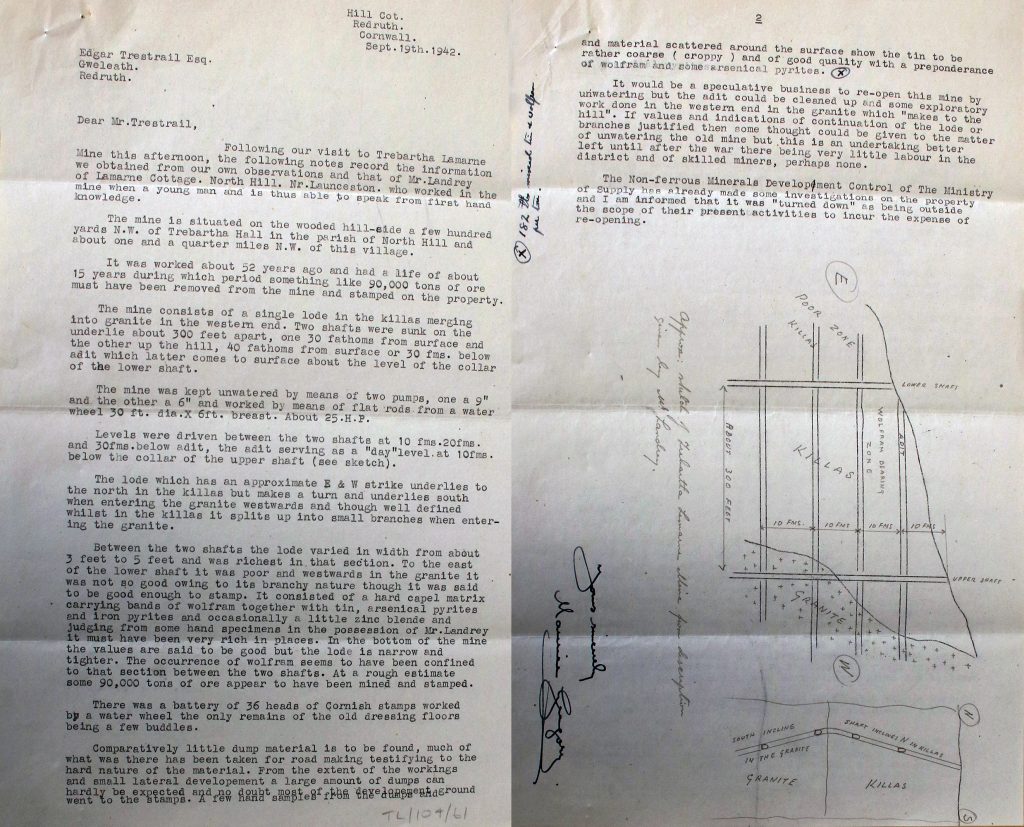 Hill Cot.
Redruth.
Cornwall.
Sept.19th.1942.
Edgar Trestrail Esq.
Gweleath.
Redruth.
Dear Mr.Trestrail,
Following our visit to Trebartha Lamarne
Mine this afternoon, the following notes record the information
we obtained from our own observations and that of Mr.Landrey
of Lamarne Cottage. North Hill. Nr.Launceston. who worked in the
mine when a young man and is thus able to speak from first hand
knowledge.
The mine is situated on the wooded hill-side a few hundred
yards N.W. of Trebartha Hall in the parish of North Hill and
about one and a quarter miles N.W. of this village.
It was worked about 52 years ago and had a life of about
15 years during which period something like 90,000 tons of ore
must have been removed from the mine and stamped on the property.
The mine consists of a single lode in the killas merging
into granite in the western end. Two shafts were sunk on the
underlie about 300 feet apart, one 30 fathoms from surface and
the other up the hill, 40 fathoms from surface or 30 fms. below
adit which latter comes to surface about the level of the collar
of the lower shaft.
The mine was kept unwatered by means of two pumps, one a 9"
and the other a 6" and worked by means of flat rods from a water
wheel 30 ft. dia.X 6ft. breast. About 25.H.P.
Levels were driven between the two shafts at 10 fms.20fms.
and 30fms.below adit, the adit serving as a "day"level.at 10fms.
below the collar of the upper shaft (see sketch).
The lode which has an approximate E & W strike underlies to
the north in the killas but makes a turn and underlies south
when entering the granite westwards and though well defined
whilst in the killas it splits up into small branches when enter-
ing the granite.
Between the two shafts the lode varied in width from about
3 feet to 5 feet and was richest in that section. To the east
of the lower shaft it was poor and westwards in the granite it
was not so good owing to its branchy nature though it was said
to be good enough to stamp. It consisted of a hard capel matrix
carrying bands of wolfram together with tin, arsenical pyrites
and iron pyrites and occasionally a little zinc blende and
judging from some hand specimens in the possession of Mr.Landrey
it must have been very rich in places. In the bottom of the mine
the values are said to be good but the lode is narrow and
tighter. The occurrence of wolfram seems to have been confined
to that section between the two shafts. At a rough estimate
some 90,000 tons of ore appear to have been mined and stamped.
There was a battery of 36 heads of Cornish stamps worked
by a water wheel the only remains of the old dressing floors
being a few buddles.
Comparatively little dump material is to be found, much of
what was there has been taken for road making testifying to the
hard nature of the material. From the extent of the workings
and small lateral developement a large amount of dumps can
hardly be expected and no doubt most of the developement ground
went to the stamps. A few hand samples from the dumps and
TL/104/61
2
and material scattered around the surface show the tin to be
rather coarse ( croppy ) and of good quality with a preponderance
of wolfram and some arsenical pyrites. (X)
It would be a speculative business to re-open this mine by
unwatering but the adit could be cleaned up and some exploratory
work done in the western end in the granite which "makes to the
hill". If values and indications of continuation of the lode or
branches justified then some thought could be given to the matter
of unwatering the old mine but this is an undertaking better
left until after the war there being very little labour in the
district and of skilled miners, perhaps none.
The Non-ferrous Minerals Development Control of The Ministry
of Supply has already made some investigations on the property
and I am informed that it was "turned down" as being outside
the scope of their present activities to incur the expense of
re-opening.
(X) 182 lbs mixed tin & wolfram
per ton.
E
POOR ZONE
KILLAS
LOWER SHAFT
ADIT
WOLFRAM BEARING
ZONE
KILLAS
ABOUT 300 FEET
10 FMS.
10 FMS
10 FMS
10 FMS
UPPER SHAFT
GRANITE
W
Approx: sketch of Trebartha Lamarne Mine from description
given by Mr Landrey.
Yours sincerely
Maurice Gregory
N
SOUTH INCLINE
IN THE GRANITE
SHAFT INCLINES N IN KILLAS
GRANITE
KILLAS
S